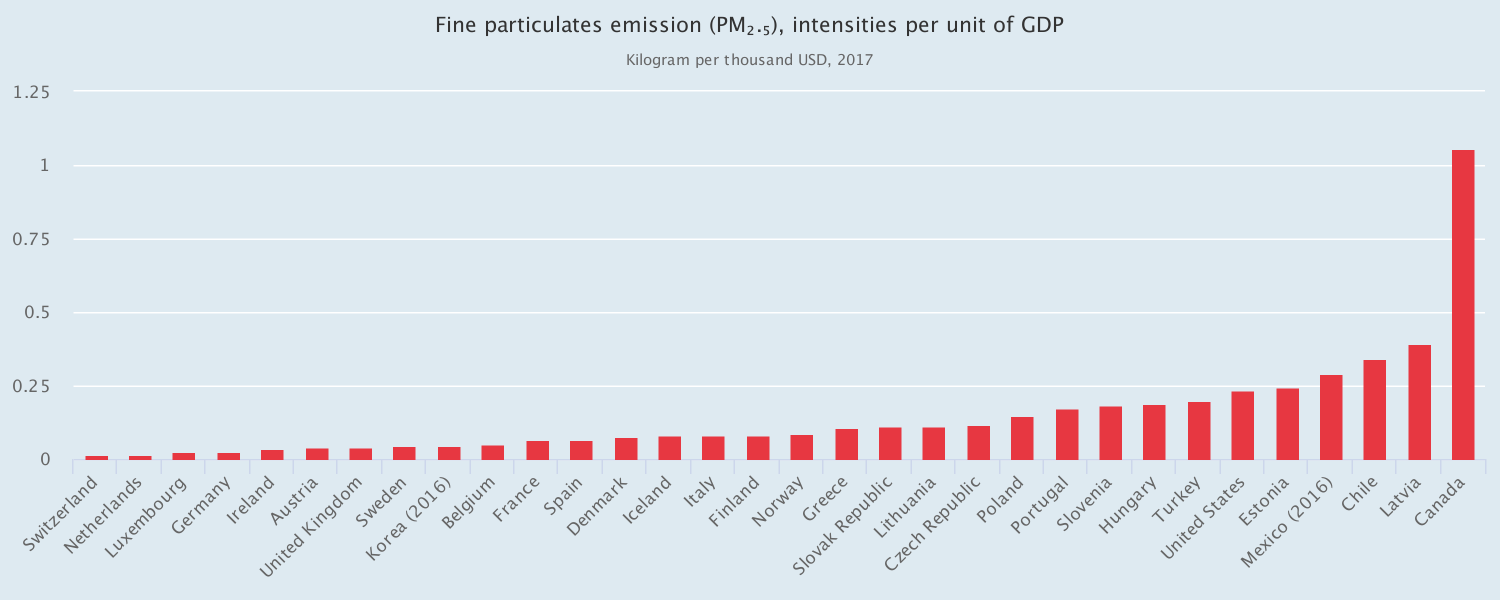 Fine particulates emission (PM₂.₅), intensities per unit of GDP
Kilogram per thousand USD, 2017
1.25
1
0.75
0.5
0.25
0
Switzerland
Netherlands
Luxembourg
Germany
Ireland
Austria
United Kingdom
Sweden
Korea (2016)
Belgium
France
Spain
Denmark
Iceland
Italy
Finland
Norway
Greece
Slovak Republic
Lithuania
Czech Republic
Poland
Portugal
Slovenia
Hungary
Turkey
United States
Estonia
Mexico (2016)
Chile
Latvia
Canada